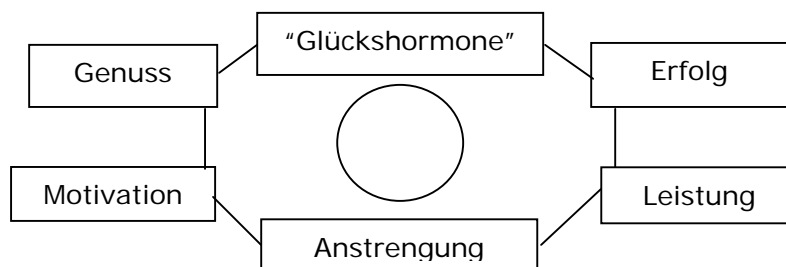 “Glückshormone”
Genuss
Erfolg
Motivation
Leistung
Anstrengung